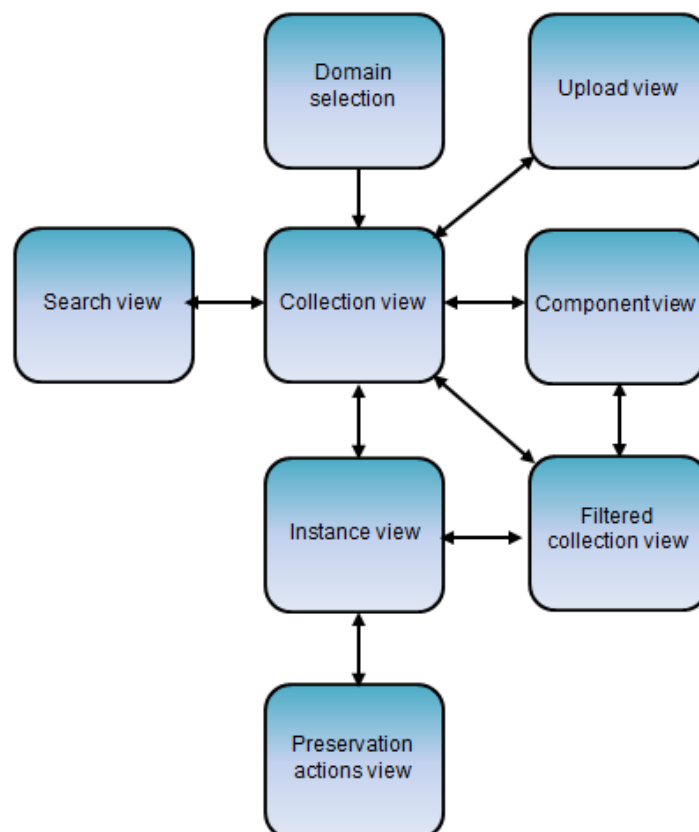 Domain
selection
Upload view
Search view
Collection view
Component view
Instance view
Filtered
collection view
Preservation
actions view